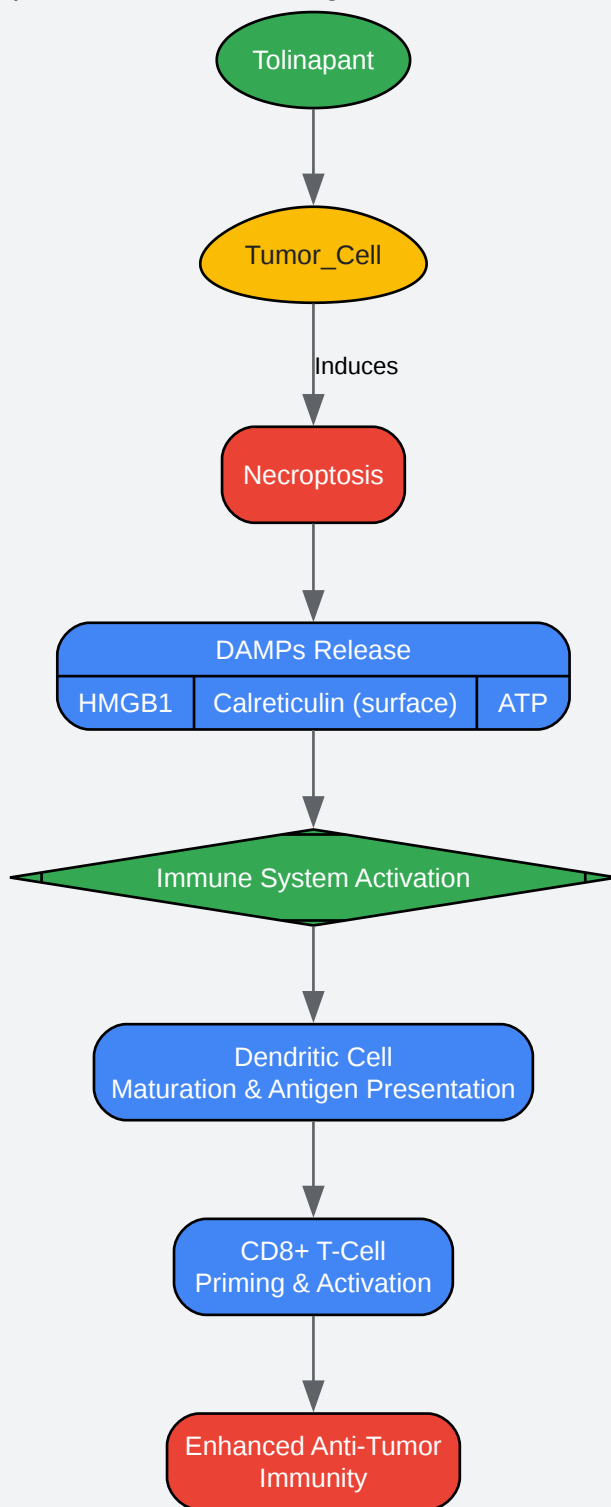 Tolinapant
Tumor_Cell
Induces
Necroptosis
DAMPs Release
HMGB1 Calreticulin (surface) ATP
Immune System Activation
Dendritic Cell
Maturation & Antigen Presentation
CD8+ T-Cell
Priming & Activation
Enhanced Anti-Tumor
Immunity